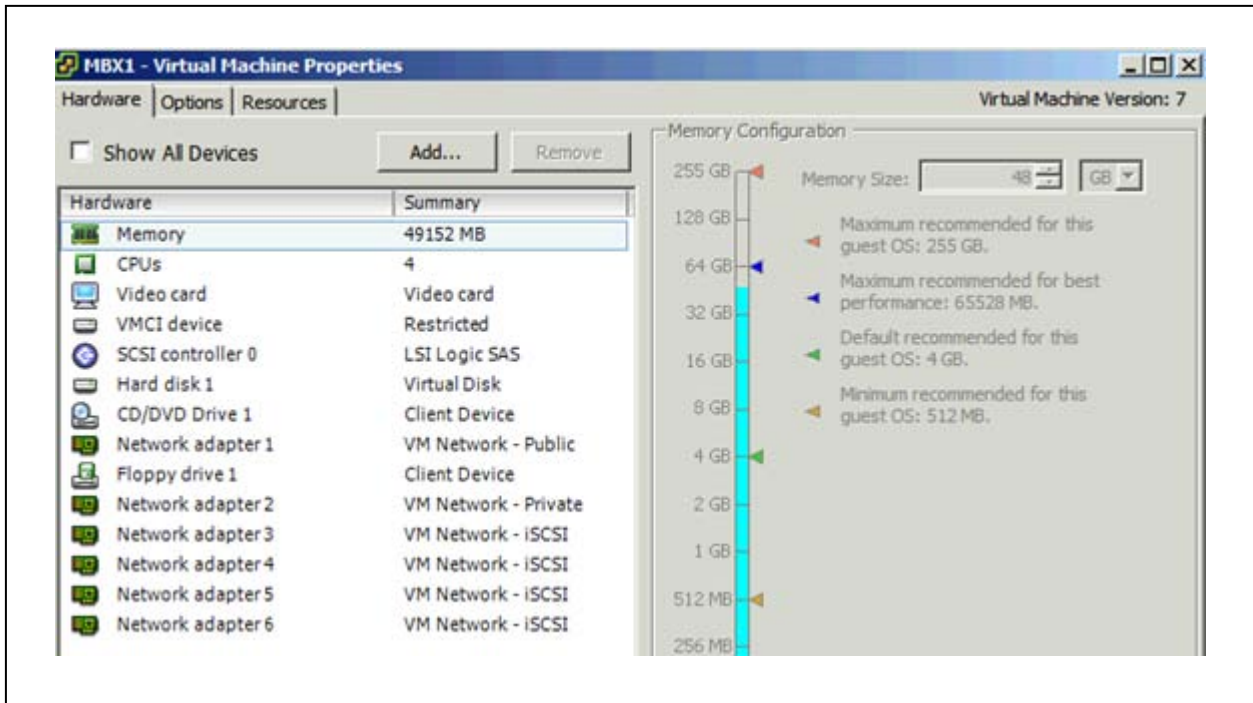 MBX1 - Virtual Machine Properties
Hardware Options Resources Virtual Machine Version: 7
Show All Devices Add... Remove
Hardware Summary
Memory 49152 MB
CPUs 4
Video card Video card
VMCI device Restricted
SCSI controller 0 LSI Logic SAS
Hard disk 1 Virtual Disk
CD/DVD Drive 1 Client Device
Network adapter 1 VM Network - Public
Floppy drive 1 Client Device
Network adapter 2 VM Network - Private
Network adapter 3 VM Network - iSCSI
Network adapter 4 VM Network - iSCSI
Network adapter 5 VM Network - iSCSI
Network adapter 6 VM Network - iSCSI
Memory Configuration
255 GB
128 GB
64 GB
32 GB
16 GB
8 GB
4 GB
2 GB
1 GB
512 MB
256 MB
Memory Size: 48 GB
Maximum recommended for this
guest OS: 255 GB.
Maximum recommended for best
performance: 65528 MB.
Default recommended for this
guest OS: 4 GB.
Minimum recommended for this
guest OS: 512 MB.